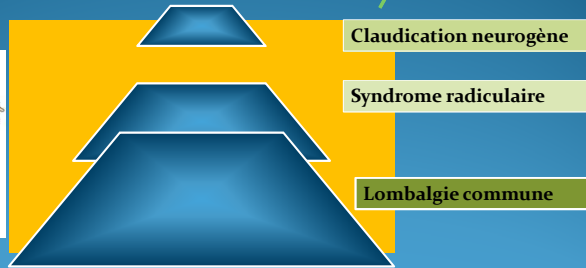 Claudication neurogène
Syndrome radiculaire
Lombalgie commune